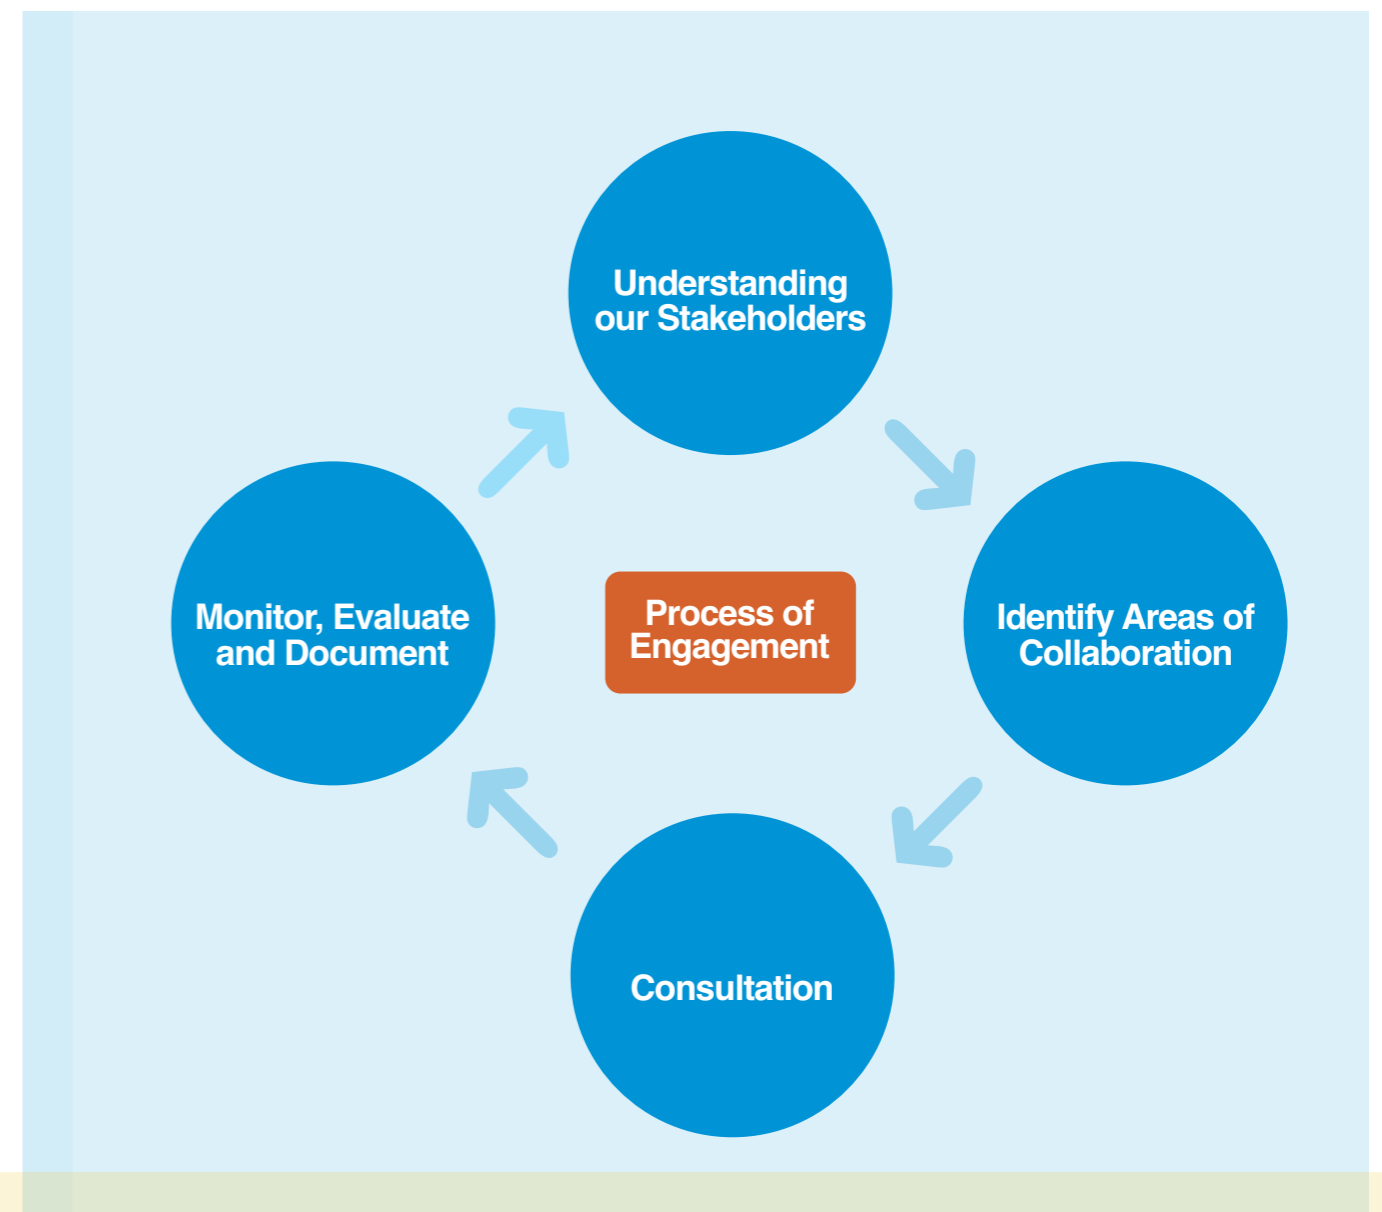 Understanding
our Stakeholders
Monitor, Evaluate
and Document
Process of
Engagement
Identify Areas of
Collaboration
Consultation